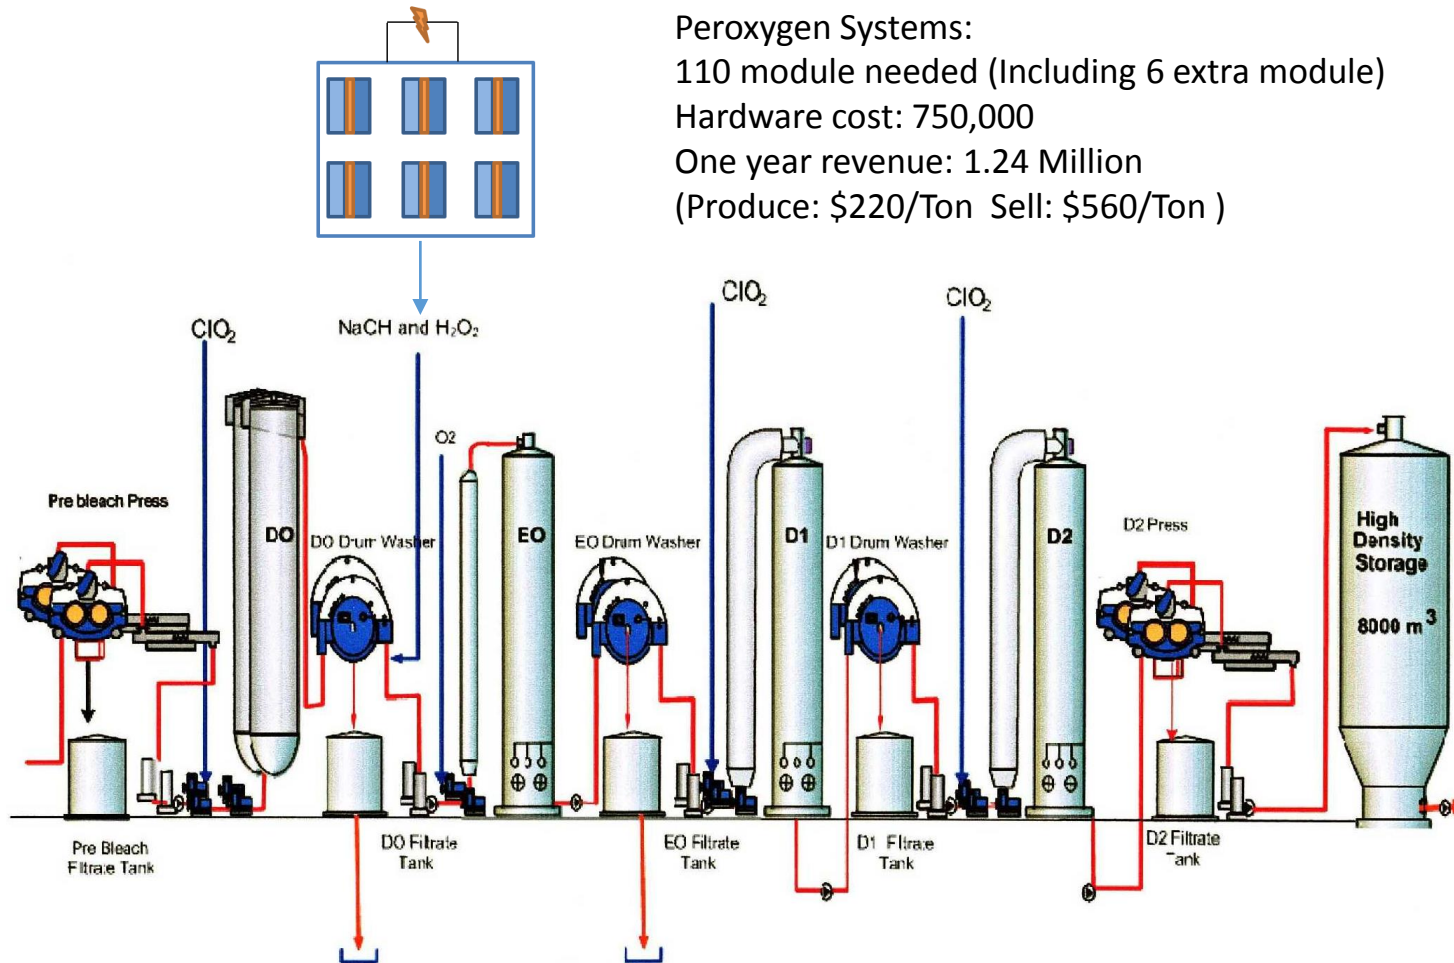 Peroxygen Systems:
110 module needed (Including 6 extra module)
Hardware cost: 750,000
One year revenue: 1.24 Million
(Produce: $220/Ton  Sell: $560/Ton )
ClO₂
NaCH and H₂O₂
ClO₂
ClO₂
O2
Pre bleach Press
DO
DO Drum Washer
EO
EO Drum Washer
D1
D1 Drum Washer
D2
D2 Press
High
Density
Storage
8000 m³
Pre Bleach
Filtrate Tank
DO Filtrate
Tank
EO Filtrate
Tank
D1 Filtrate
Tank
D2 Filtrate
Tank